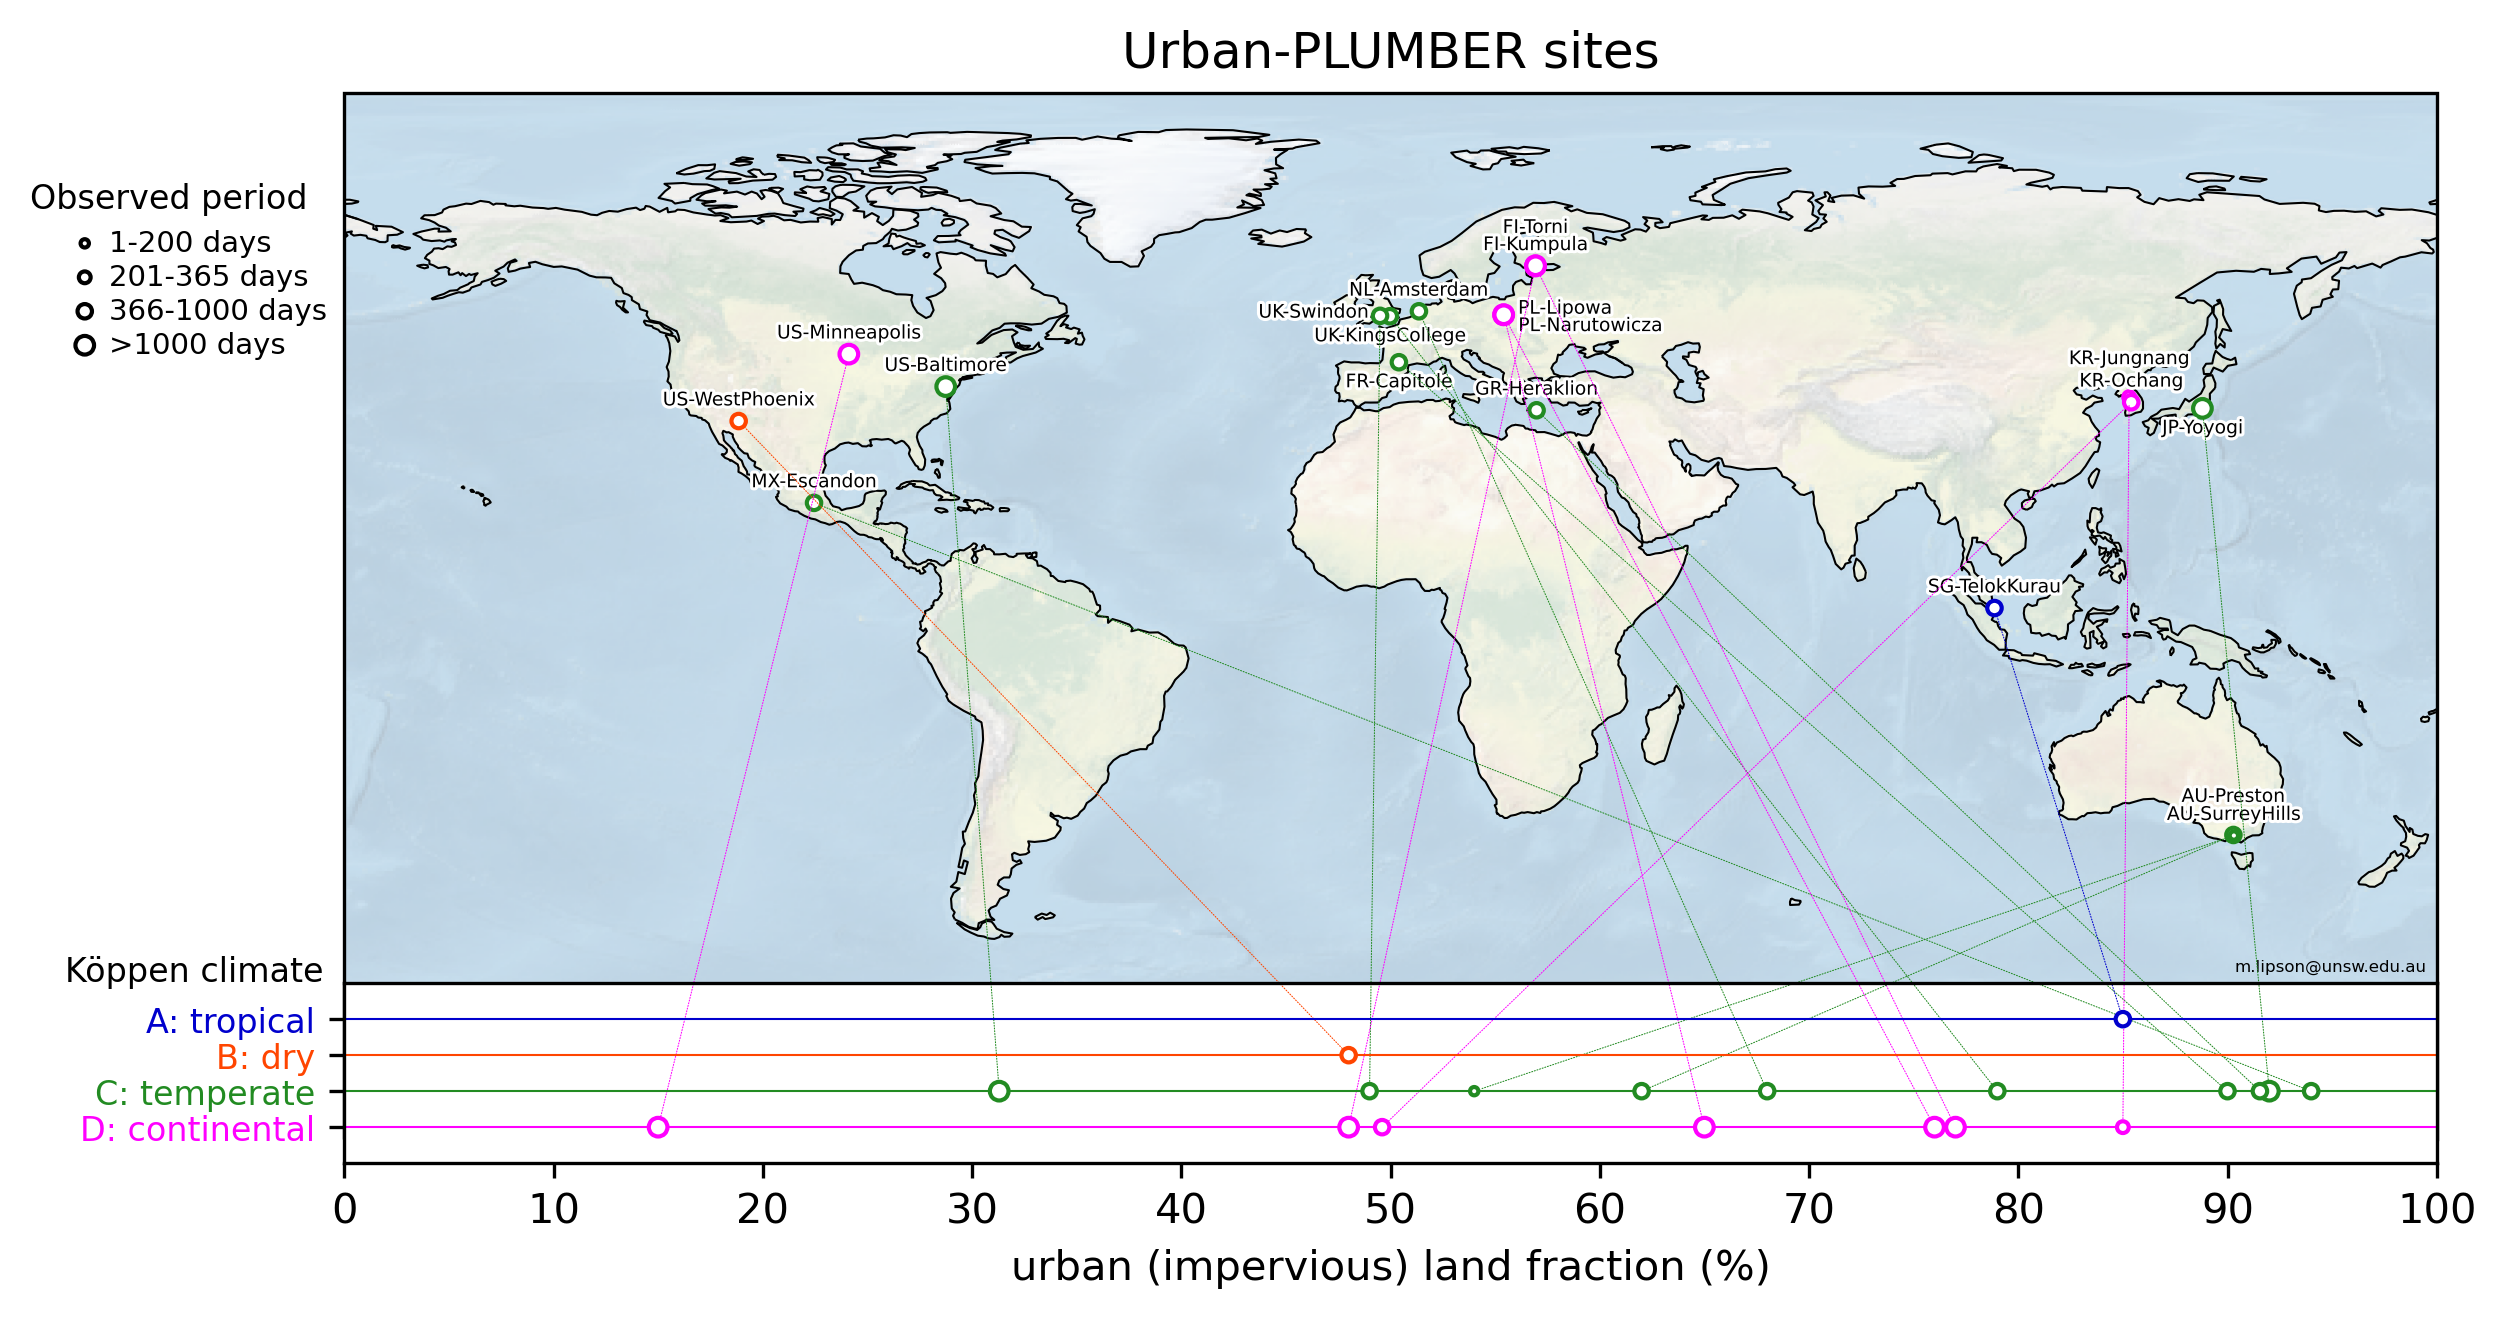 Urban-PLUMBER sites
Observed period
1-200 days
201-365 days
366-1000 days
>1000 days
FI-Torni
FI-Kumpula
NL-Amsterdam
UK-Swindon
PL-Lipowa
PL-Narutowicza
UK-KingsCollege
US-Minneapolis
US-Baltimore
FR-Capitole
GR-Heraklion
KR-Jungnang
KR-Ochang
US-WestPhoenix
JP-Yoyogi
MX-Escandon
SG-TelokKurau
AU-Preston
AU-SurreyHills
m.lipson@unsw.edu.au
Köppen climate
A: tropical
B: dry
C: temperate
D: continental
0 10 20 30 40 50 60 70 80 90 100
urban (impervious) land fraction (%)